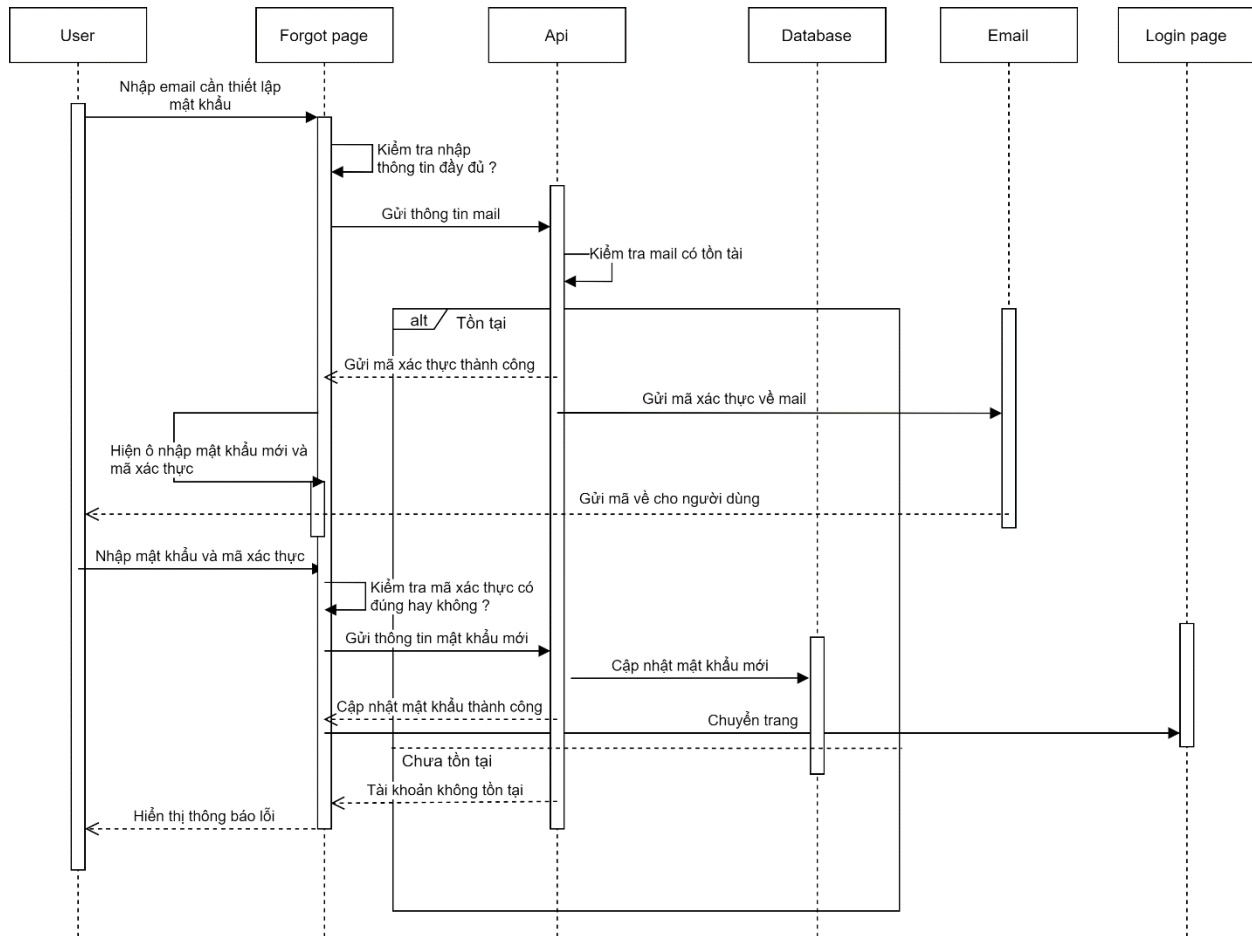 User
Forgot page
Api
Database
Email
Login page
Nhập email cần thiết lập
mật khẩu
Kiểm tra nhập
thông tin đầy đủ ?
Gửi thông tin mail
Kiểm tra mail có tồn tài
alt
Tồn tại
Gửi mã xác thực thành công
Gửi mã xác thực về mail
Hiện ô nhập mật khẩu mới và
mã xác thực
Gửi mã về cho người dùng
Nhập mật khẩu và mã xác thực
Kiểm tra mã xác thực có
đúng hay không ?
Gửi thông tin mật khẩu mới
Cập nhật mật khẩu mới
Cập nhật mật khẩu thành công
Chuyển trang
Chưa tồn tại
Tài khoản không tồn tại
Hiển thị thông báo lỗi